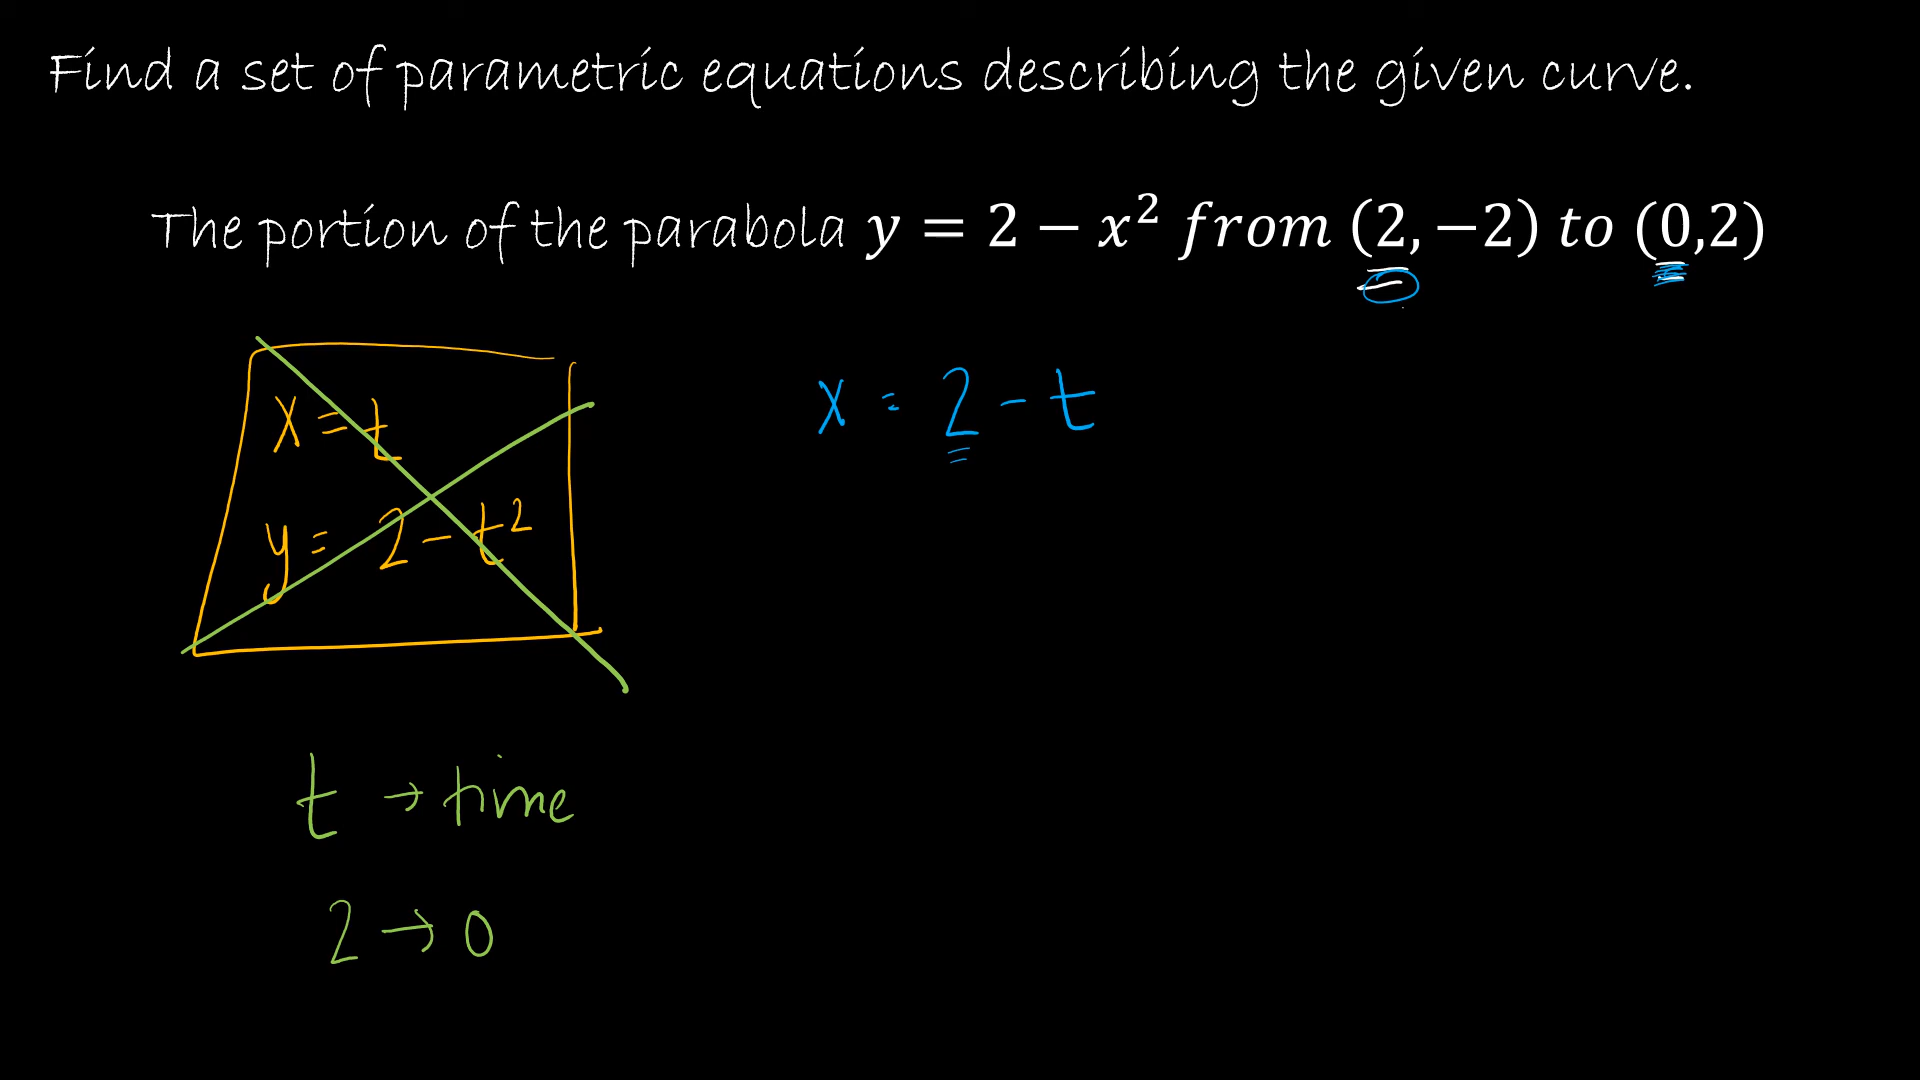 Find a set of parametric equations describing the given curve.
The portion of the parabola y = 2 − x² from (2, −2) to (0,2)
x = t
y = 2 - t²
x = 2 - t
t → time
2 → 0